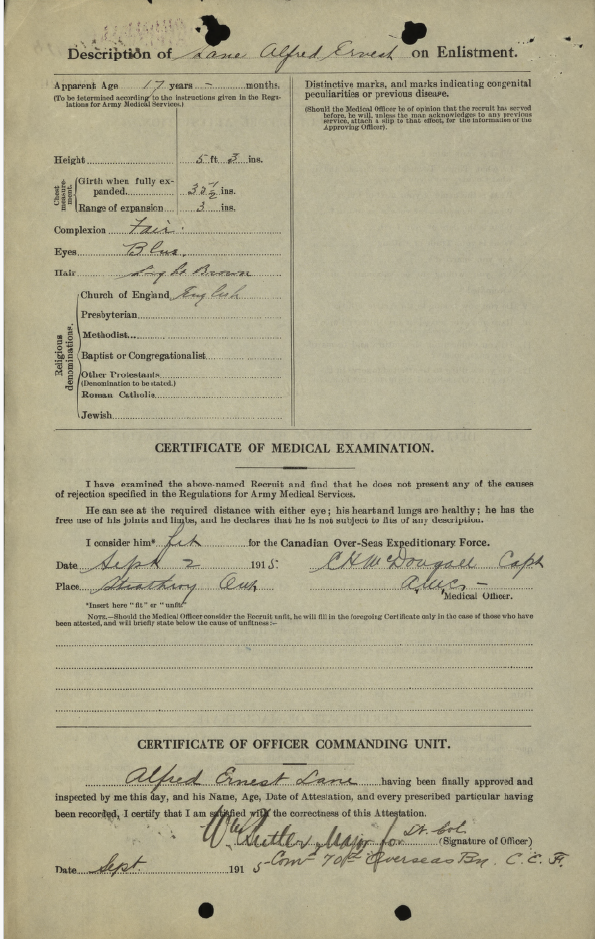 Description of Lane Alfred Ernest on Enlistment.
Apparent Age 17 years - months.
(To be determined according to the instructions given in the Regulations for Army Medical Services.)
Height 5 ft 3 ins.
Chest measurement.
Girth when fully expanded 32½ ins.
Range of expansion 3 ins.
Complexion Fair.
Eyes Blue
Hair Light Brown
Religious denominations.
Church of England English
Presbyterian
Methodist
Baptist or Congregationalist
Other Protestants
(Denomination to be stated.)
Roman Catholic
Jewish
Distinctive marks, and marks indicating congenital
peculiarities or previous disease.
(Should the Medical Officer be of opinion that the recruit has served
before, he will, unless the man acknowledges to any previous
service, attach a slip to that effect, for the information of the
Approving Officer).
CERTIFICATE OF MEDICAL EXAMINATION.
I have examined the above-named Recruit and find that he does not present any of the causes
of rejection specified in the Regulations for Army Medical Services.
He can see at the required distance with either eye; his heart and lungs are healthy; he has the
free use of his joints and limbs, and he declares that he is not subject to fits of any description.
I consider him* fit for the Canadian Over-Seas Expeditionary Force.
Date Sept 2 1915. C H McDougall Capt
Place Strathroy Ont A.M.C. -
Medical Officer.
*Insert here "fit" or "unfit"
NOTE.—Should the Medical Officer consider the Recruit unfit, he will fill in the foregoing Certificate only in the case of those who have
been attested, and will briefly state below the cause of unfitness:—
CERTIFICATE OF OFFICER COMMANDING UNIT.
Alfred Ernest Lane having been finally approved and
inspected by me this day, and his Name, Age, Date of Attestation, and every prescribed particular having
been recorded, I certify that I am satisfied with the correctness of this Attestation.
Major for Lt. Col. (Signature of Officer)
Date Sept. 1915 70th Overseas Bn. C. E. F.